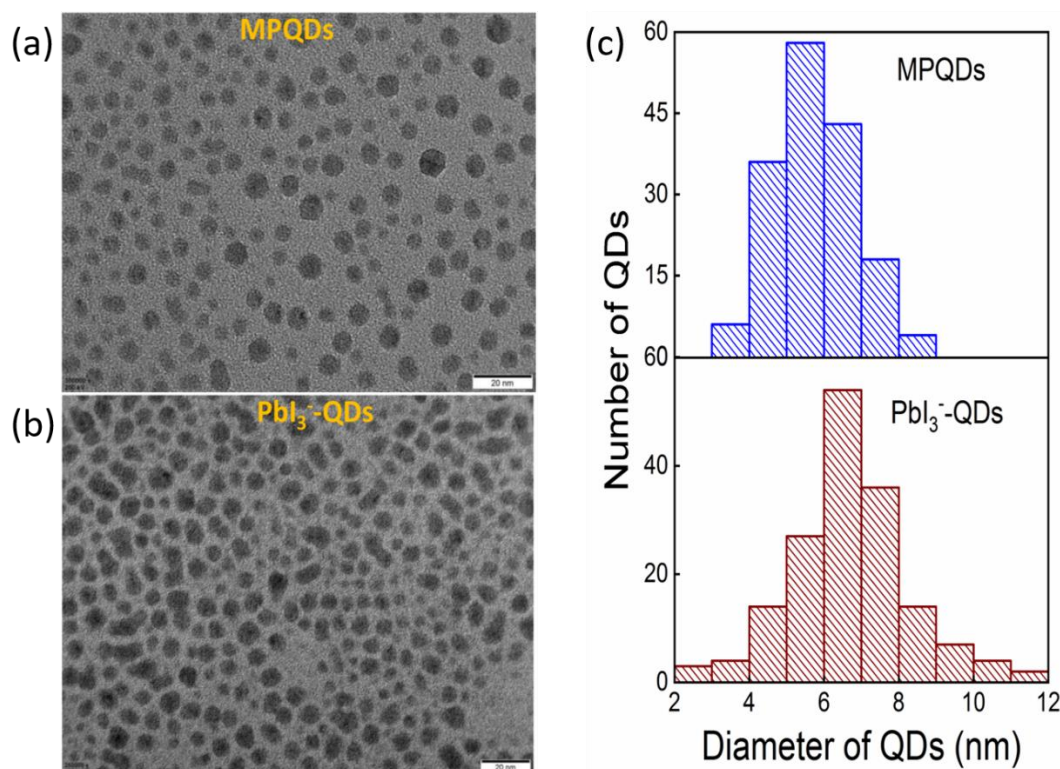 (a)
MPQDs
20 nm
(b)
PbI₃⁻-QDs
20 nm
(c)
60
45
30
15
60
40
20
0
MPQDs
PbI₃⁻-QDs
Number of QDs
2 4 6 8 10 12
Diameter of QDs (nm)